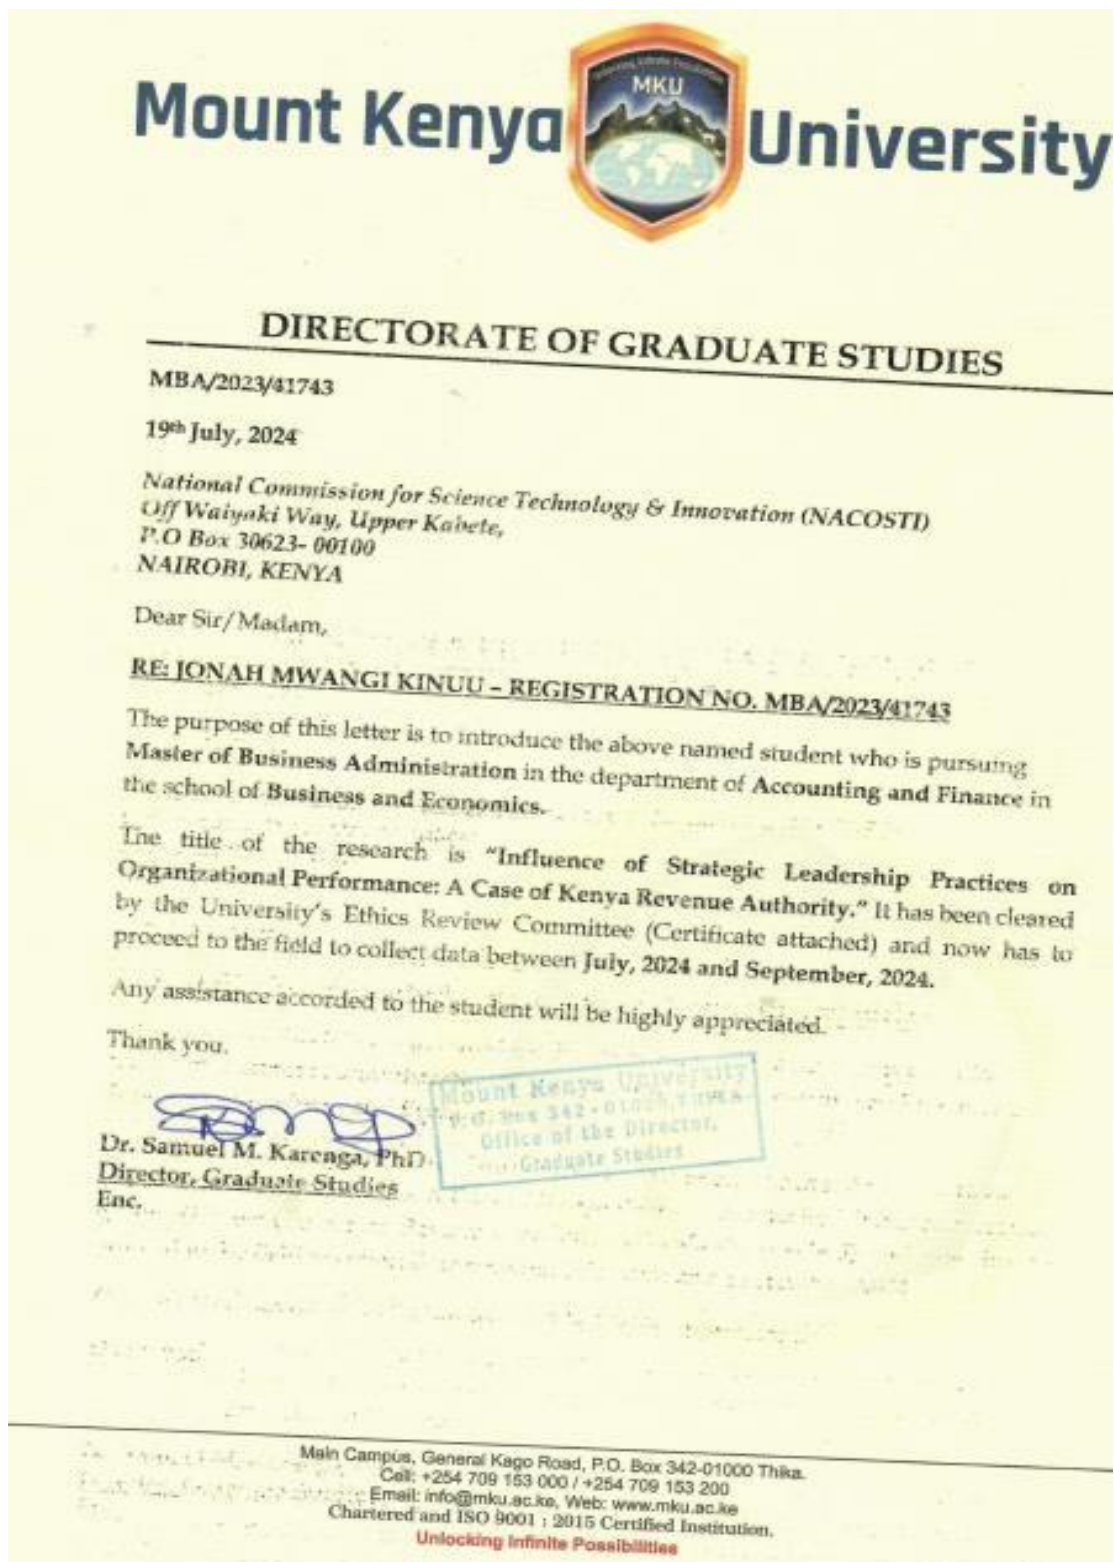 Mount Kenya University
MKU
DIRECTORATE OF GRADUATE STUDIES
MBA/2023/41743
19th July, 2024
National Commission for Science Technology & Innovation (NACOSTI)
Off Waiyaki Way, Upper Kabete,
P.O Box 30623- 00100
NAIROBI, KENYA
Dear Sir/Madam,
RE: JONAH MWANGI KINUU – REGISTRATION NO. MBA/2023/41743
The purpose of this letter is to introduce the above named student who is pursuing
Master of Business Administration in the department of Accounting and Finance in
the school of Business and Economics.
The title of the research is “Influence of Strategic Leadership Practices on
Organizational Performance: A Case of Kenya Revenue Authority.” It has been cleared
by the University’s Ethics Review Committee (Certificate attached) and now has to
proceed to the field to collect data between July, 2024 and September, 2024.
Any assistance accorded to the student will be highly appreciated.
Thank you.
Mount Kenya University
P.O. Box 342 - 01000, THIKA
Office of the Director,
Graduate Studies
Dr. Samuel M. Karenga, PhD
Director, Graduate Studies
Enc.
Main Campus, General Kago Road, P.O. Box 342-01000 Thika.
Cell: +254 709 153 000 / +254 709 153 200
Email: info@mku.ac.ke, Web: www.mku.ac.ke
Chartered and ISO 9001 : 2015 Certified Institution.
Unlocking Infinite Possibilities